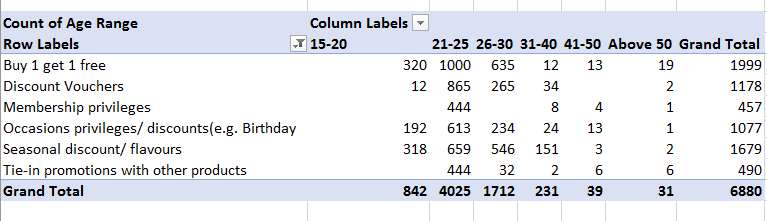 Count of Age Range Column Labels
Row Labels 15-20 21-25 26-30 31-40 41-50 Above 50 Grand Total
Buy 1 get 1 free 320 1000 635 12 13 19 1999
Discount Vouchers 12 865 265 34 2 1178
Membership privileges 444 8 4 1 457
Occasions privileges/ discounts(e.g. Birthday 192 613 234 24 13 1 1077
Seasonal discount/ flavours 318 659 546 151 3 2 1679
Tie-in promotions with other products 444 32 2 6 6 490
Grand Total 842 4025 1712 231 39 31 6880